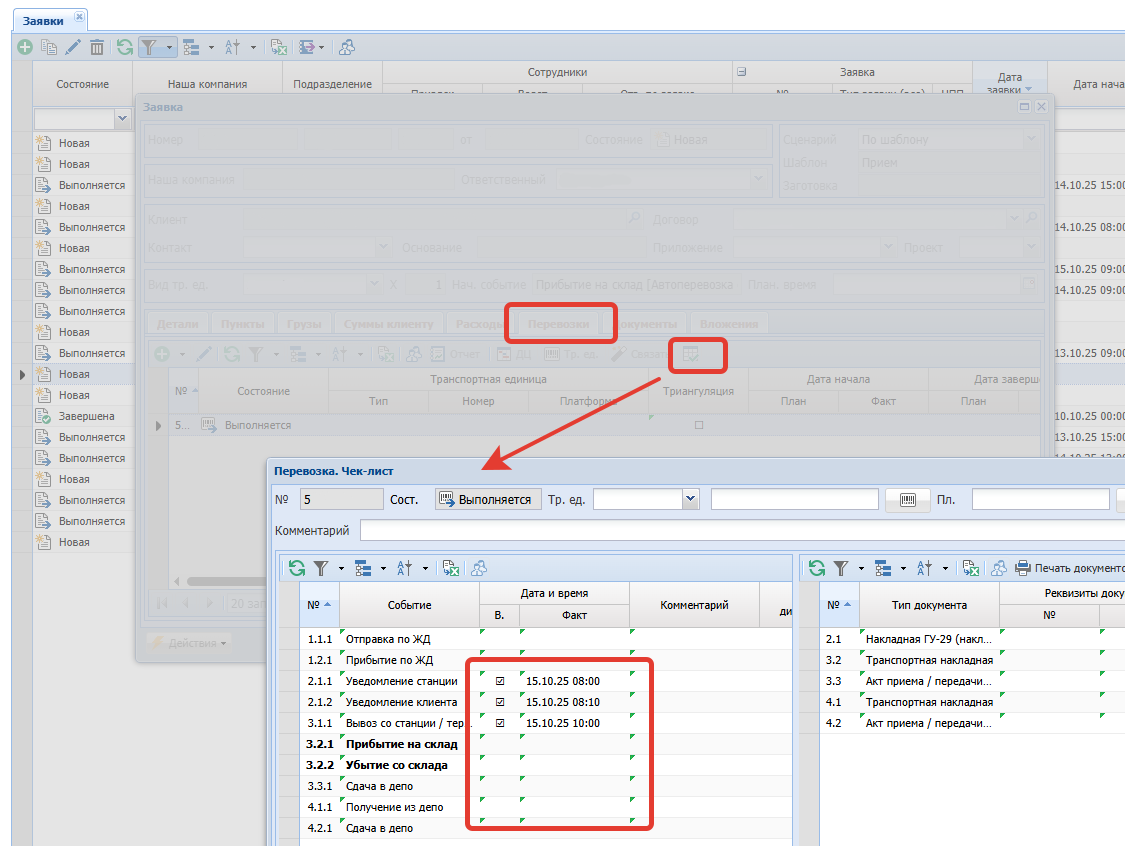 Заявки
Состояние
Наша компания
Подразделение
Сотрудники
Заявка
№
Тип заявки (все)
НПП
Дата заявки
Дата нача
Новая
Новая
Выполняется
Новая
Выполняется
Новая
Выполняется
Выполняется
Выполняется
Новая
Выполняется
Новая
Новая
Завершена
Выполняется
Выполняется
Новая
Выполняется
Выполняется
Новая
14.10.25 15:00
14.10.25 08:00
15.10.25 09:00
14.10.25 09:00
13.10.25 09:00
10.10.25 00:00
13.10.25 15:00
Заявка
Номер от Состояние Новая
Сценарий По шаблону
Шаблон Прием
Заготовка
Наша компания Ответственный
Клиент Договор
Контакт Основание Приложение Проект
Вид тр. ед. X 1 Нач. событие Прибытие на склад [Автоперевозка План. время
Детали Пункты Грузы Суммы клиенту Расходы Перевозки Документы Вложения
Отчет ДЦ Тр. ед. Связат
№ Состояние Транспортная единица Триангуляция Дата начала Дата заверш
Тип Номер Платформа План Факт План
5... Выполняется
20 зап
Действия
Перевозка. Чек-лист
№ 5 Сост. Выполняется Тр. ед. Пл.
Комментарий
№ Событие Дата и время Комментарий ди
В. Факт
1.1.1 Отправка по ЖД
1.2.1 Прибытие по ЖД
2.1.1 Уведомление станции 15.10.25 08:00
2.1.2 Уведомление клиента 15.10.25 08:10
3.1.1 Вывоз со станции / тер... 15.10.25 10:00
3.2.1 Прибытие на склад
3.2.2 Убытие со склада
3.3.1 Сдача в депо
4.1.1 Получение из депо
4.2.1 Сдача в депо
Печать документо
№ Тип документа Реквизиты доку
№
2.1 Накладная ГУ-29 (накл...
3.2 Транспортная накладная
3.3 Акт приема / передачи...
4.1 Транспортная накладная
4.2 Акт приема / передачи...